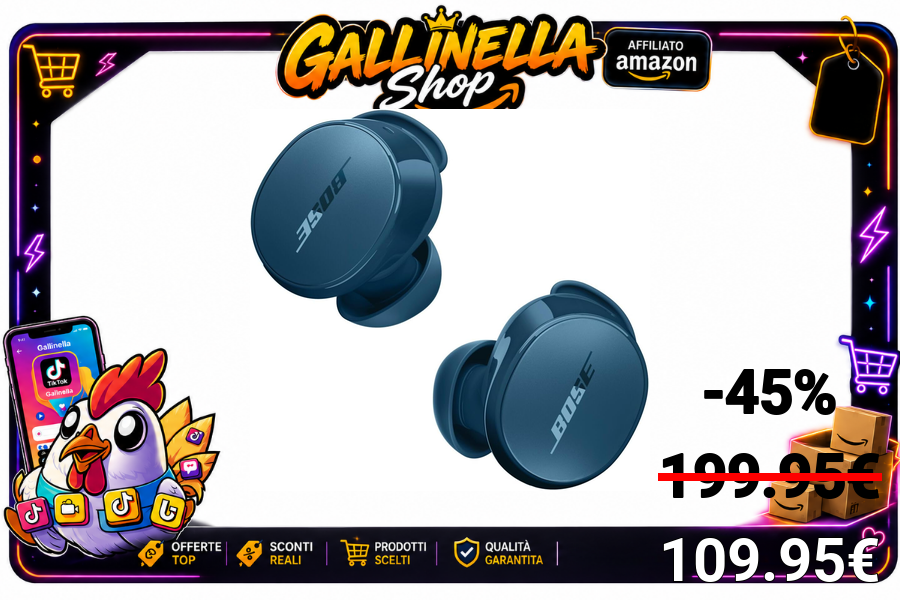 GALLINELLA
Shop
AFFILIATO
amazon
BOSE
BOSE
Gallinella
TikTok
Gallinella
-45%
199.95€
109.95€
OFFERTE
TOP
SCONTI
REALI
PRODOTTI
SCELTI
QUALITÀ
GARANTITA